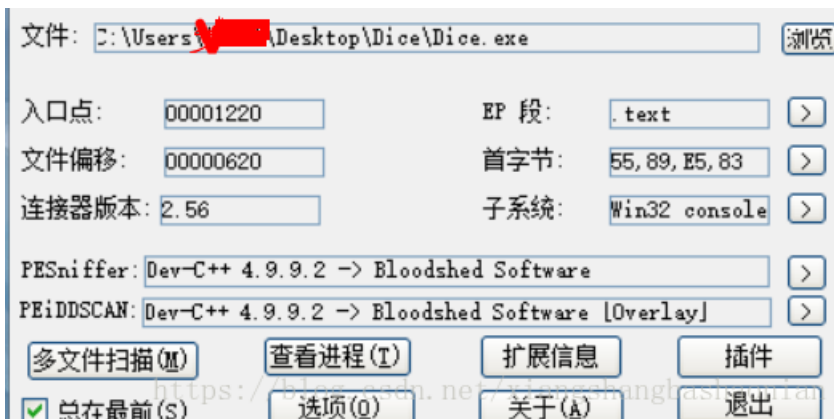 文件: C:\Users\ \Desktop\Dice\Dice.exe 浏览
入口点: 00001220 EP 段: .text >
文件偏移: 00000620 首字节: 55,89,E5,83 >
连接器版本: 2.56 子系统: Win32 console >
PESniffer: Dev-C++ 4.9.9.2 -> Bloodshed Software >
PEiDDSCAN: Dev-C++ 4.9.9.2 -> Bloodshed Software [Overlay] >
多文件扫描(M) 查看进程(T) 扩展信息 插件
总在最前(S) 选项(O) 关于(A) 退出